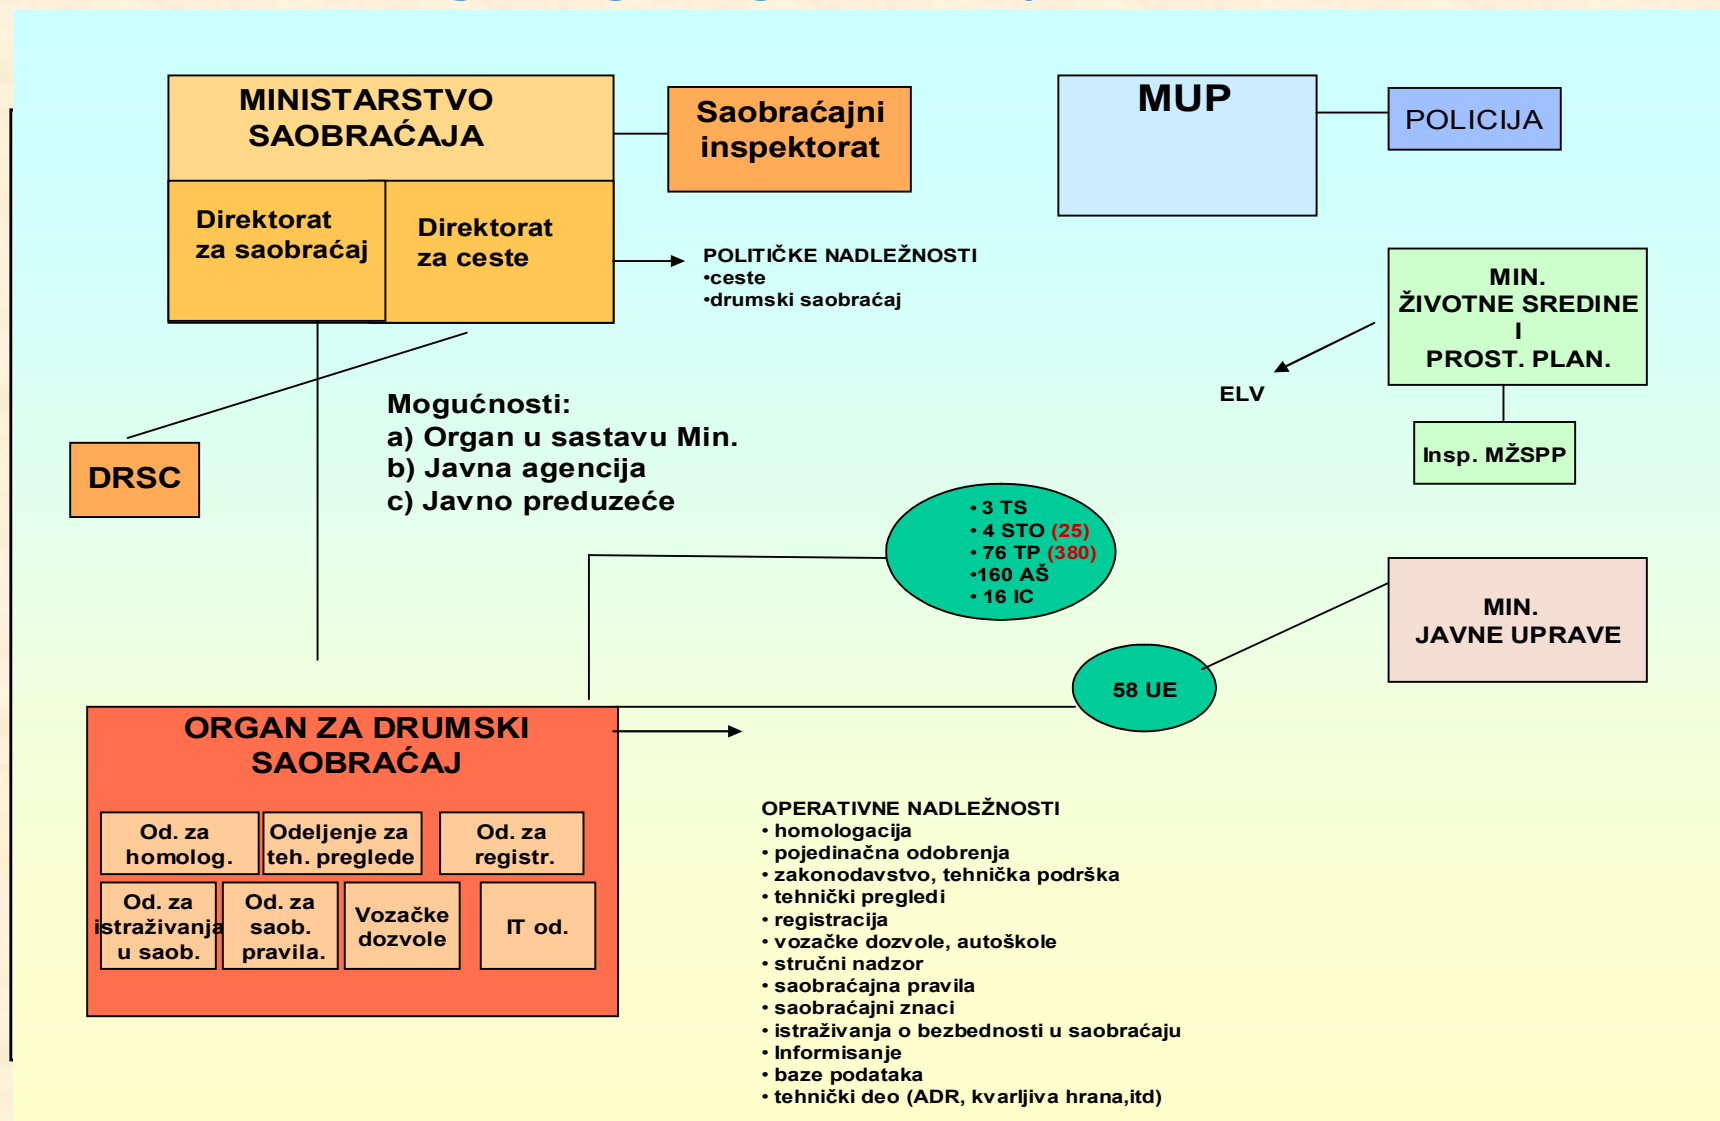 MINISTARSTVO
SAOBRAĆAJA
Saobraćajni
inspektorat
MUP
POLICIJA
Direktorat
za saobraćaj
Direktorat
za ceste
POLITIČKE NADLEŽNOSTI
•ceste
•drumski saobraćaj
MIN.
ŽIVOTNE SREDINE
I
PROST. PLAN.
ELV
Insp. MŽSPP
Mogućnosti:
a) Organ u sastavu Min.
b) Javna agencija
c) Javno preduzeće
DRSC
• 3 TS
• 4 STO (25)
• 76 TP (380)
•160 AŠ
• 16 IC
MIN.
JAVNE UPRAVE
58 UE
ORGAN ZA DRUMSKI
SAOBRAĆAJ
Od. za
homolog.
Odeljenje za
teh. preglede
Od. za
registr.
Od. za
istraživanja
u saob.
Od. za
saob.
pravila.
Vozačke
dozvole
IT od.
OPERATIVNE NADLEŽNOSTI
• homologacija
• pojedinačna odobrenja
• zakonodavstvo, tehnička podrška
• tehnički pregledi
• registracija
• vozačke dozvole, autoškole
• stručni nadzor
• saobraćajna pravila
• saobraćajni znaci
• istraživanja o bezbednosti u saobraćaju
• Informisanje
• baze podataka
• tehnički deo (ADR, kvarljiva hrana,itd)